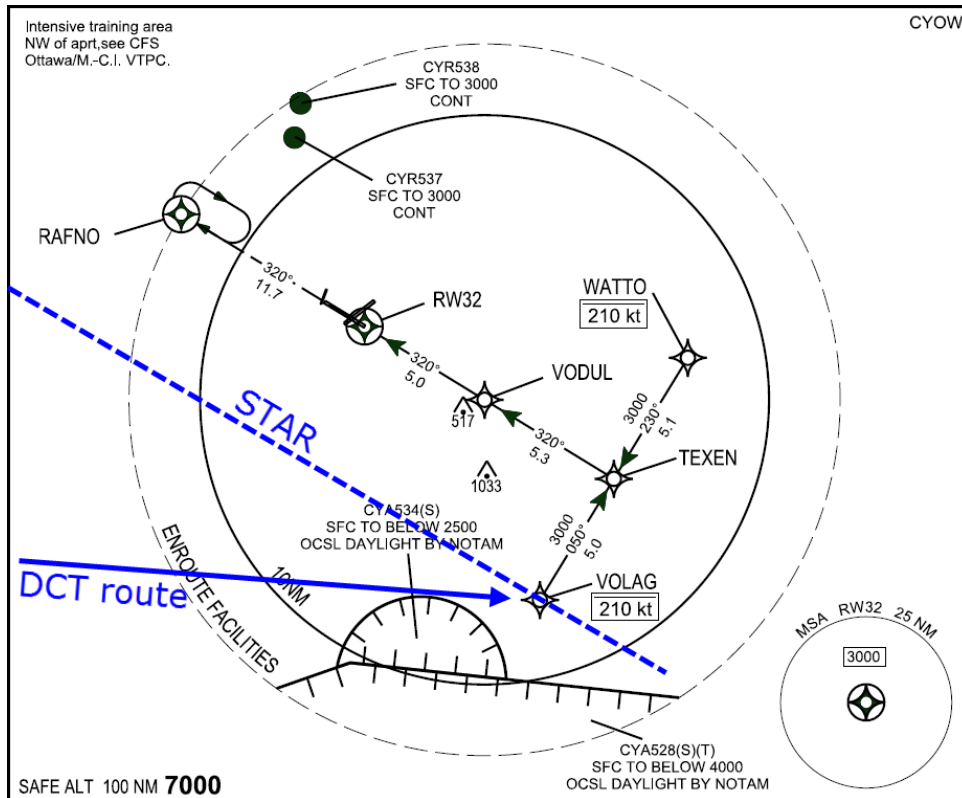 Intensive training area
NW of aprt,see CFS
Ottawa/M.-C.I. VTPC.
CYOW
CYR538
SFC TO 3000
CONT
CYR537
SFC TO 3000
CONT
RAFNO
320°
11.7
RW32
WATTO
210 kt
320°
5.0
VODUL
517
3000
230°
5.1
STAR
320°
5.3
TEXEN
1033
CYA534(S)
SFC TO BELOW 2500
OCSL DAYLIGHT BY NOTAM
3000
050°
5.0
DCT route
10NM
VOLAG
210 kt
ENROUTE FACILITIES
MSA RW32 25 NM
3000
CYA528(S)(T)
SFC TO BELOW 4000
OCSL DAYLIGHT BY NOTAM
SAFE ALT 100 NM 7000